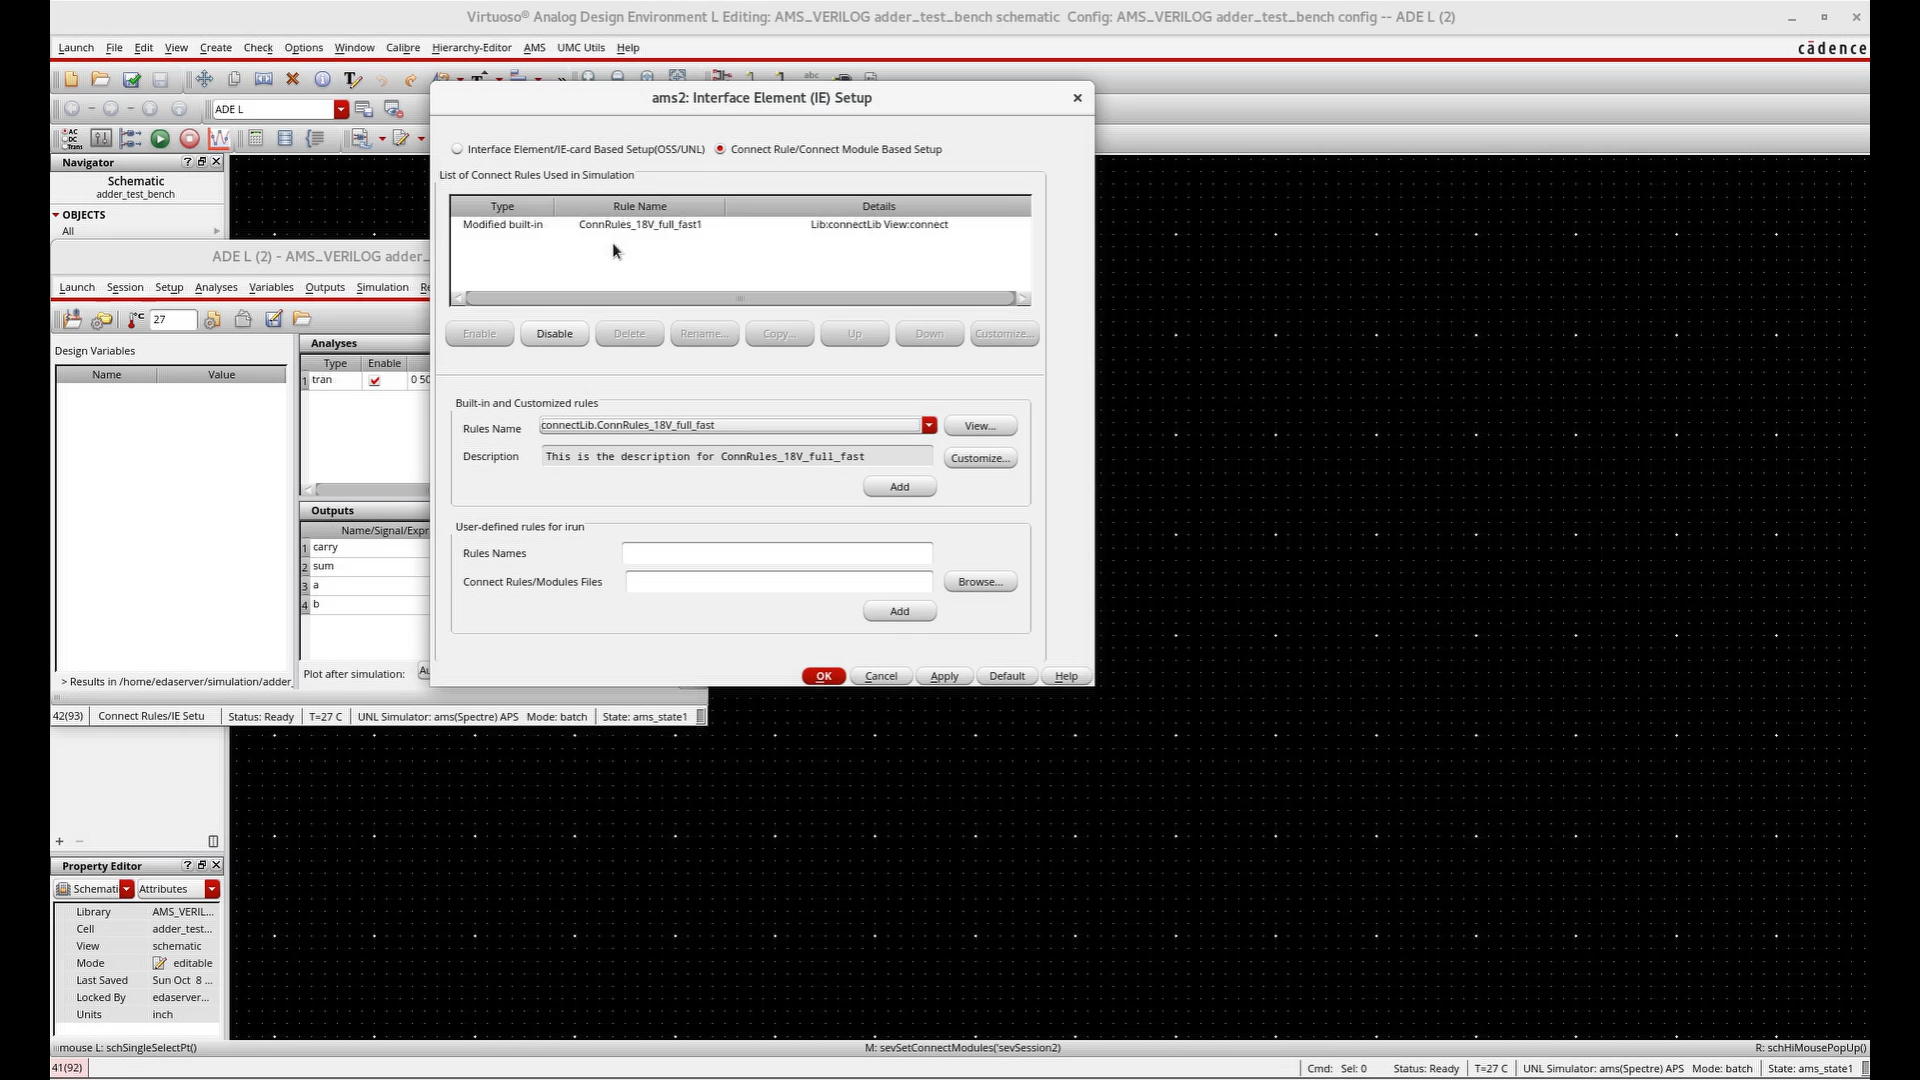 Virtuoso® Analog Design Environment L Editing: AMS_VERILOG adder_test_bench schematic Config: AMS_VERILOG adder_test_bench config -- ADE L (2)
Launch File Edit View Create Check Options Window Calibre Hierarchy-Editor AMS UMC Utils Help
cādence
ADE L
Navigator
Schematic
adder_test_bench
OBJECTS
All
ADE L (2) - AMS_VERILOG adder_
Launch Session Setup Analyses Variables Outputs Simulation
27
Design Variables
Name Value
Analyses
Type Enable
1 tran 0 50
Outputs
Name/Signal/Expr
1 carry
2 sum
3 a
4 b
> Results in /home/edaserver/simulation/adder_
Plot after simulation:
42(93) Connect Rules/IE Setu Status: Ready T=27 C UNL Simulator: ams(Spectre) APS Mode: batch State: ams_state1
ams2: Interface Element (IE) Setup
Interface Element/IE-card Based Setup(OSS/UNL) Connect Rule/Connect Module Based Setup
List of Connect Rules Used in Simulation
Type Rule Name Details
Modified built-in ConnRules_18V_full_fast1 Lib:connectLib View:connect
Enable Disable Delete Rename... Copy... Up Down Customize...
Built-in and Customized rules
Rules Name connectLib.ConnRules_18V_full_fast View...
Description This is the description for ConnRules_18V_full_fast Customize...
Add
User-defined rules for irun
Rules Names
Connect Rules/Modules Files Browse...
Add
OK Cancel Apply Default Help
Property Editor
Schemati Attributes
Library AMS_VERIL...
Cell adder_test...
View schematic
Mode editable
Last Saved Sun Oct 8 ...
Locked By edaserver...
Units inch
mouse L: schSingleSelectPt() M: sevSetConnectModules('sevSession2) R: schHiMousePopUp()
41(92) Cmd: Sel: 0 Status: Ready T=27 C UNL Simulator: ams(Spectre) APS Mode: batch State: ams_state1